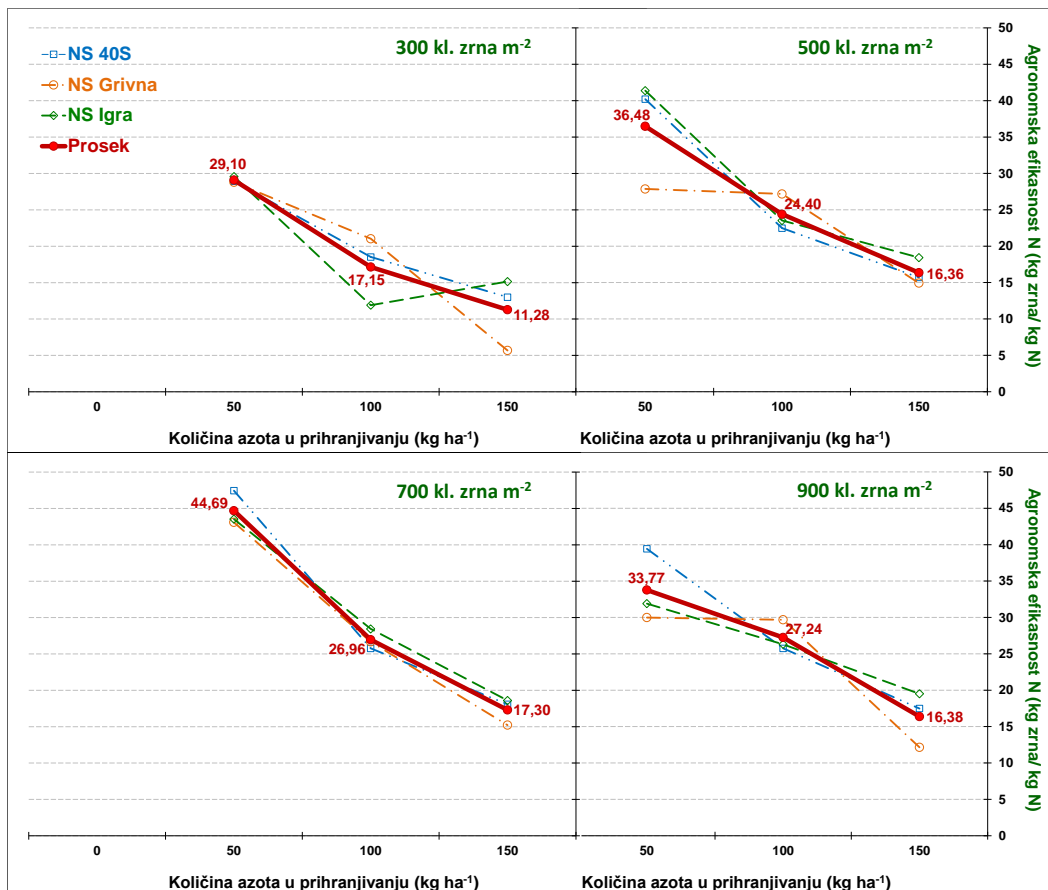 NS 40S
NS Grivna
NS Igra
Prosek
300 kl. zrna m-2
29,10
17,15
11,28
0 50 100 150
Količina azota u prihranjivanju (kg ha-1)
500 kl. zrna m-2
36,48
24,40
16,36
50
45
40
35
30
25
20
15
10
5
0
Agronomska efikasnost N (kg zrna/ kg N)
50 100 150
Količina azota u prihranjivanju (kg ha-1)
700 kl. zrna m-2
44,69
26,96
17,30
0 50 100 150
Količina azota u prihranjivanju (kg ha-1)
900 kl. zrna m-2
33,77
27,24
16,38
50
45
40
35
30
25
20
15
10
5
0
Agronomska efikasnost N (kg zrna/ kg N)
50 100 150
Količina azota u prihranjivanju (kg ha-1)